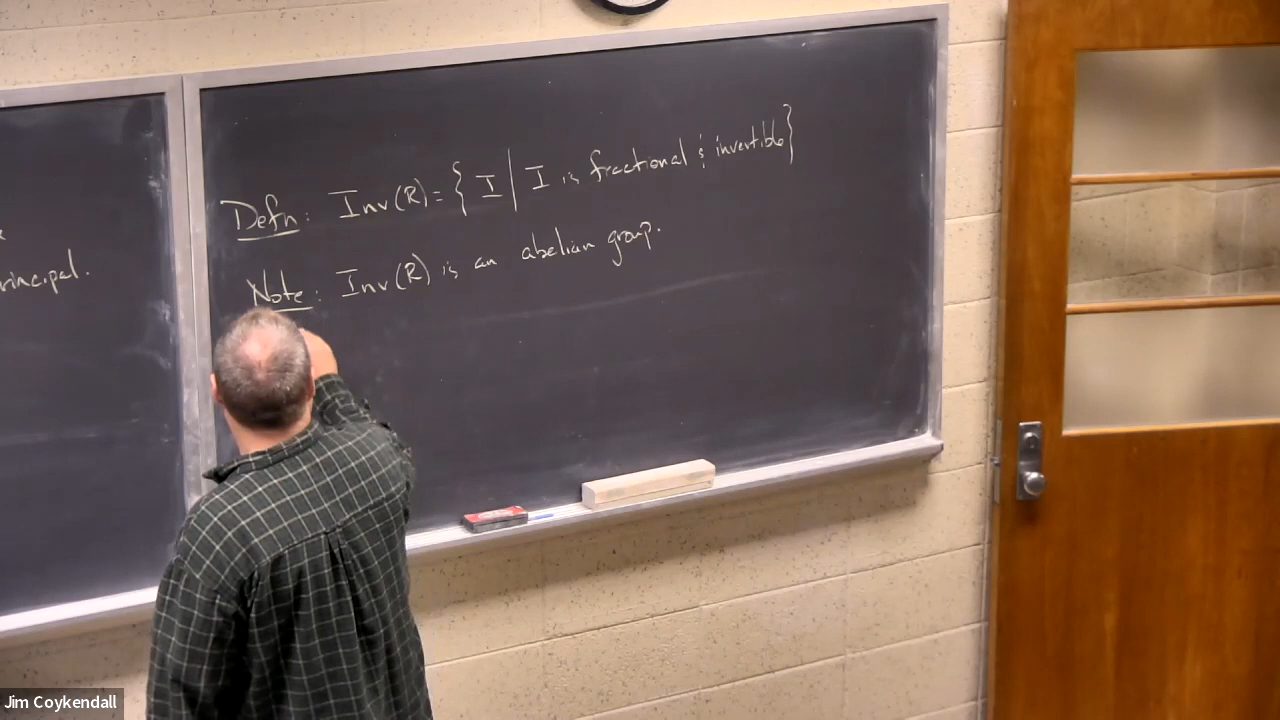 rincipal.
Defn: Inv(R) = { I | I is fractional & invertible}
Note: Inv(R) is an abelian group.
Jim Coykendall